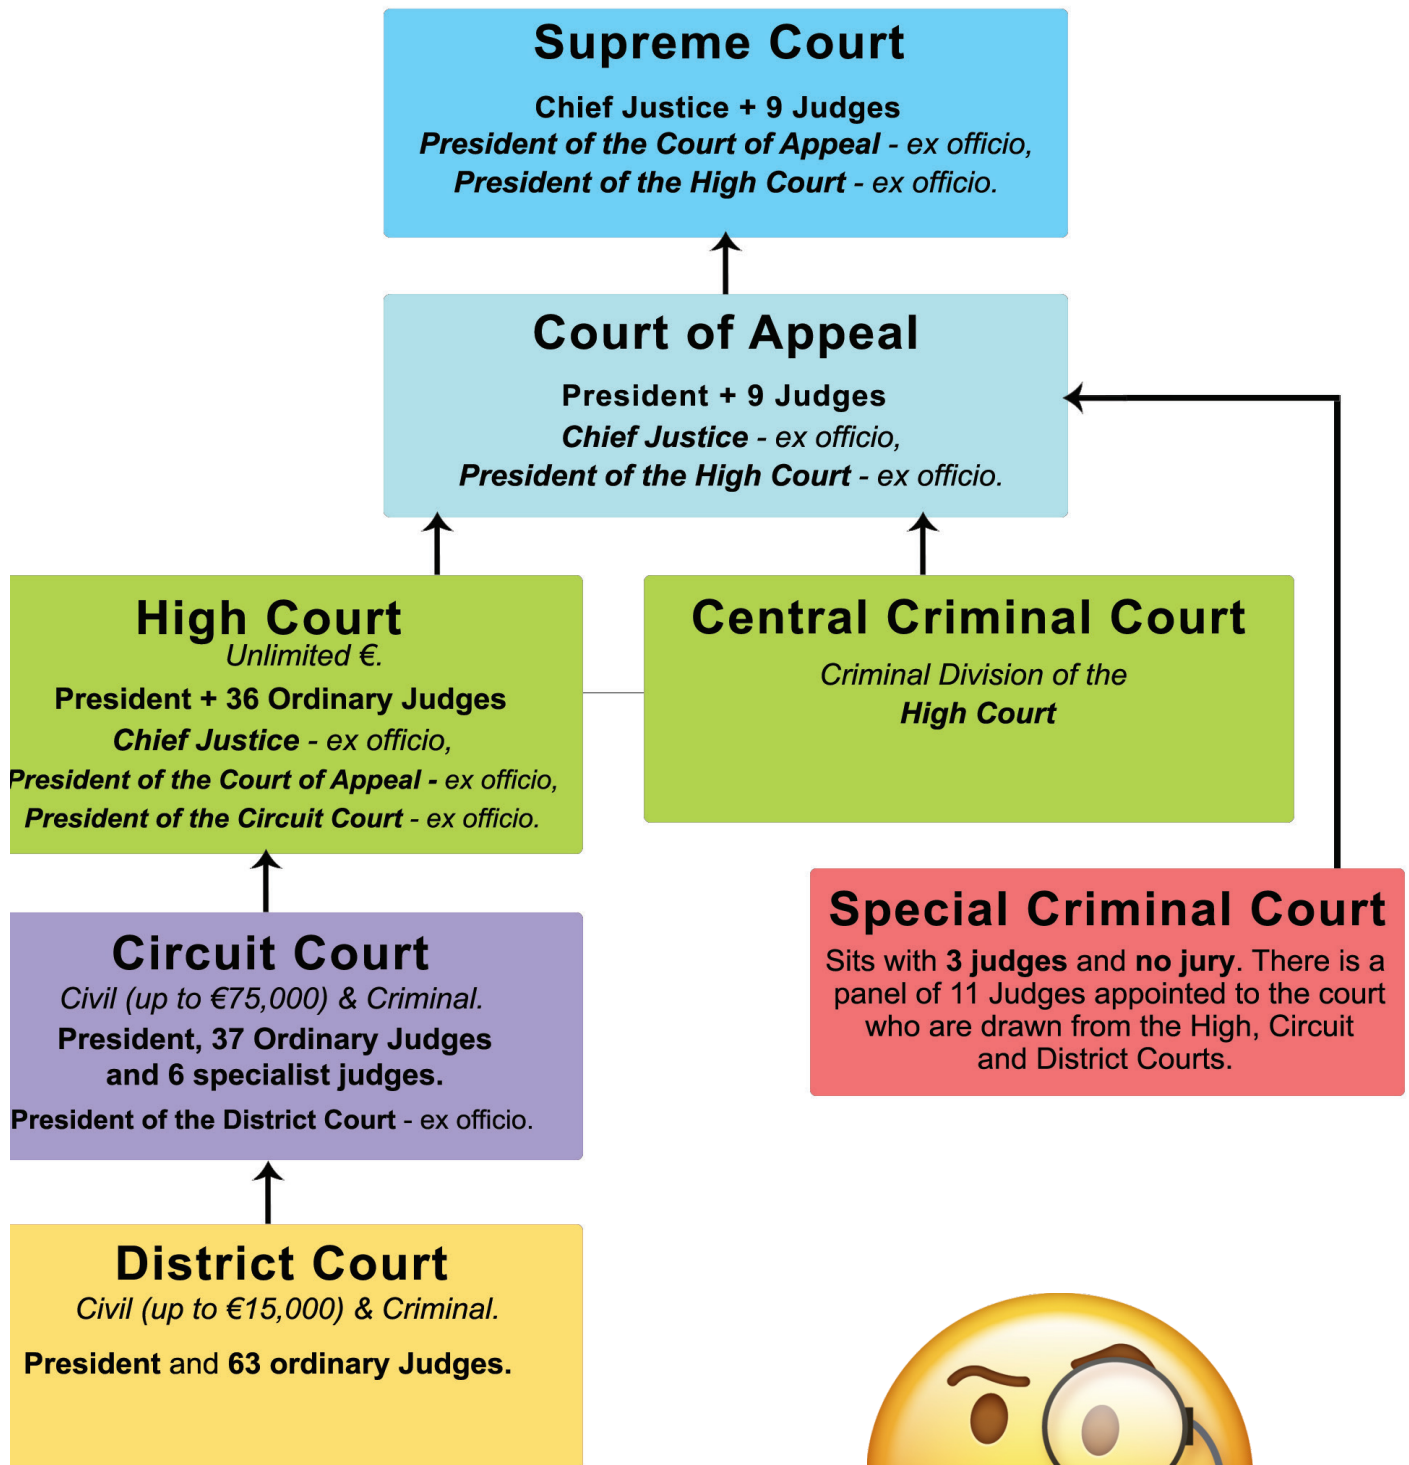 Supreme Court
Chief Justice + 9 Judges
President of the Court of Appeal - ex officio,
President of the High Court - ex officio.
Court of Appeal
President + 9 Judges
Chief Justice - ex officio,
President of the High Court - ex officio.
High Court
Unlimited €.
President + 36 Ordinary Judges
Chief Justice - ex officio,
President of the Court of Appeal - ex officio,
President of the Circuit Court - ex officio.
Central Criminal Court
Criminal Division of the
High Court
Special Criminal Court
Sits with 3 judges and no jury. There is a
panel of 11 Judges appointed to the court
who are drawn from the High, Circuit
and District Courts.
Circuit Court
Civil (up to €75,000) & Criminal.
President, 37 Ordinary Judges
and 6 specialist judges.
President of the District Court - ex officio.
District Court
Civil (up to €15,000) & Criminal.
President and 63 ordinary Judges.